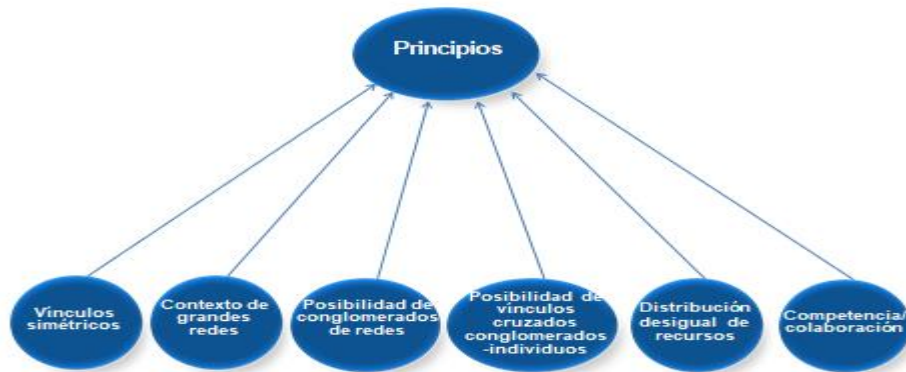 Principios
Vínculos
simétricos
Contexto de
grandes
redes
Posibilidad de
conglomerados
de redes
Posibilidad de
vínculos
cruzados
conglomerados
-individuos
Distribución
desigual de
recursos
Competencia/
colaboración